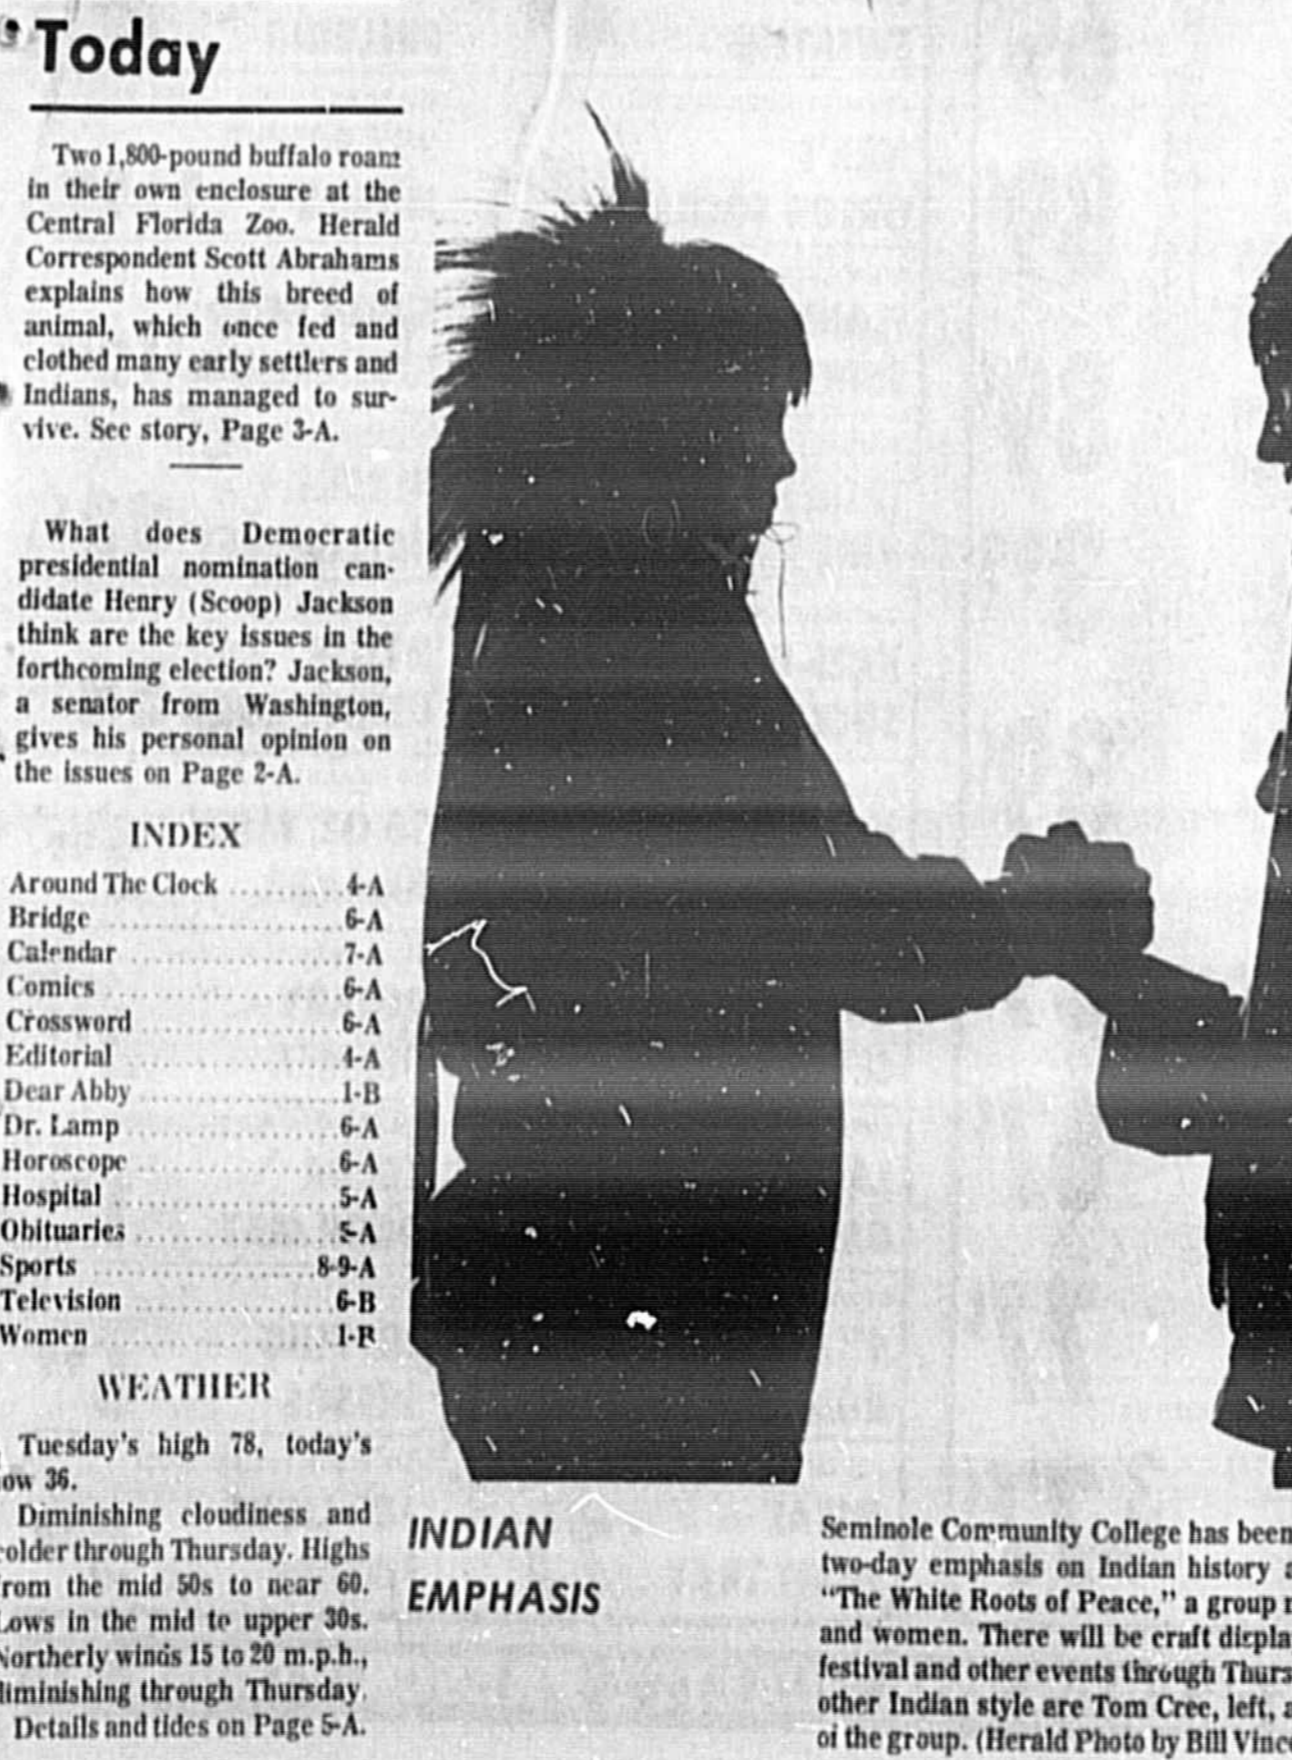 Today
Two 1,800-pound buffalo roam
in their own enclosure at the
Central Florida Zoo. Herald
Correspondent Scott Abrahams
explains how this breed of
animal, which once fed and
clothed many early settlers and
Indians, has managed to sur-
vive. See story, Page 3-A.
What does Democratic
presidential nomination can-
didate Henry (Scoop) Jackson
think are the key issues in the
forthcoming election? Jackson,
a senator from Washington,
gives his personal opinion on
the issues on Page 2-A.
INDEX
Around The Clock ..........4-A
Bridge ......................6-A
Calendar ...................7-A
Comics .....................6-A
Crossword .................6-A
Editorial ...................4-A
Dear Abby .................1-B
Dr. Lamp ..................6-A
Horoscope .................6-A
Hospital ...................5-A
Obituaries .................5-A
Sports ...................8-9-A
Television .................6-B
Women ....................1-B
WEATHER
Tuesday's high 78, today's
low 36.
Diminishing cloudiness and
colder through Thursday. Highs
from the mid 50s to near 60.
Lows in the mid to upper 30s.
Northerly winds 15 to 20 m.p.h.,
diminishing through Thursday.
Details and tides on Page 5-A.
INDIAN
EMPHASIS
Seminole Community College has been
two-day emphasis on Indian history
"The White Roots of Peace," a group
and women. There will be craft
festival and other events through
other Indian style are Tom Cree, left,
of the group. (Herald Photo by Bill